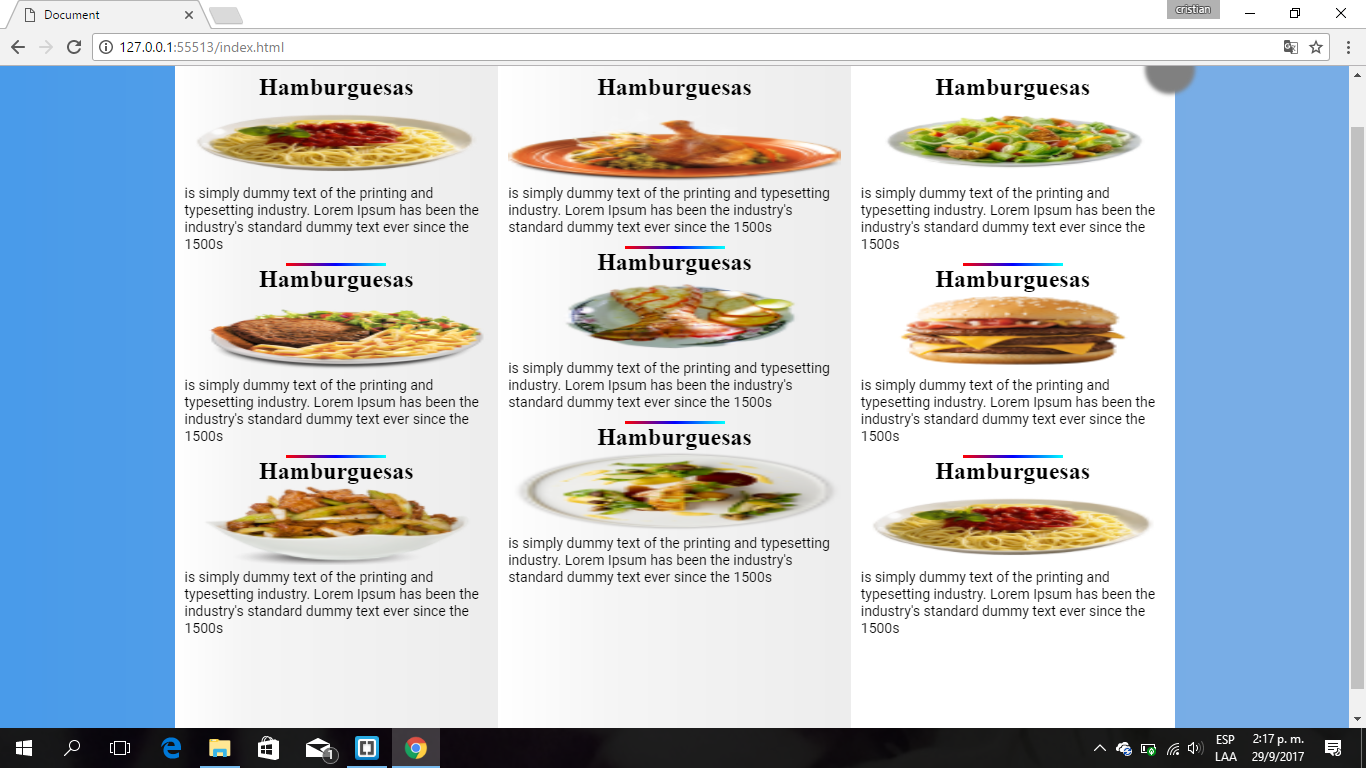 Document
cristian
127.0.0.1:55513/index.html
Hamburguesas
is simply dummy text of the printing and
typesetting industry. Lorem Ipsum has been the
industry's standard dummy text ever since the
1500s
Hamburguesas
is simply dummy text of the printing and
typesetting industry. Lorem Ipsum has been the
industry's standard dummy text ever since the
1500s
Hamburguesas
is simply dummy text of the printing and
typesetting industry. Lorem Ipsum has been the
industry's standard dummy text ever since the
1500s
Hamburguesas
is simply dummy text of the printing and typesetting
industry. Lorem Ipsum has been the industry's
standard dummy text ever since the 1500s
Hamburguesas
is simply dummy text of the printing and typesetting
industry. Lorem Ipsum has been the industry's
standard dummy text ever since the 1500s
Hamburguesas
is simply dummy text of the printing and typesetting
industry. Lorem Ipsum has been the industry's
standard dummy text ever since the 1500s
Hamburguesas
is simply dummy text of the printing and
typesetting industry. Lorem Ipsum has been the
industry's standard dummy text ever since the
1500s
Hamburguesas
is simply dummy text of the printing and
typesetting industry. Lorem Ipsum has been the
industry's standard dummy text ever since the
1500s
Hamburguesas
is simply dummy text of the printing and
typesetting industry. Lorem Ipsum has been the
industry's standard dummy text ever since the
1500s
1
ESP
LAA
2:17 p. m.
29/9/2017